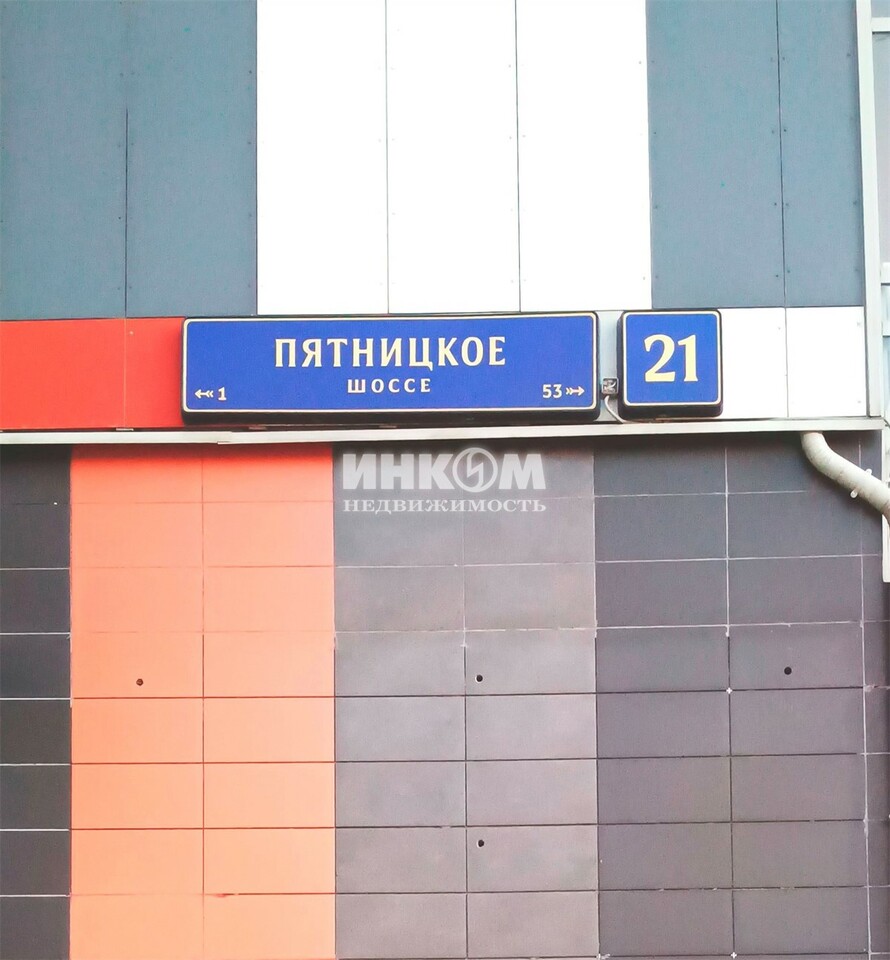 ПЯТНИЦКОЕ
ШОССЕ
1
53
21
ИНКОМ
НЕДВИЖИМОСТЬ